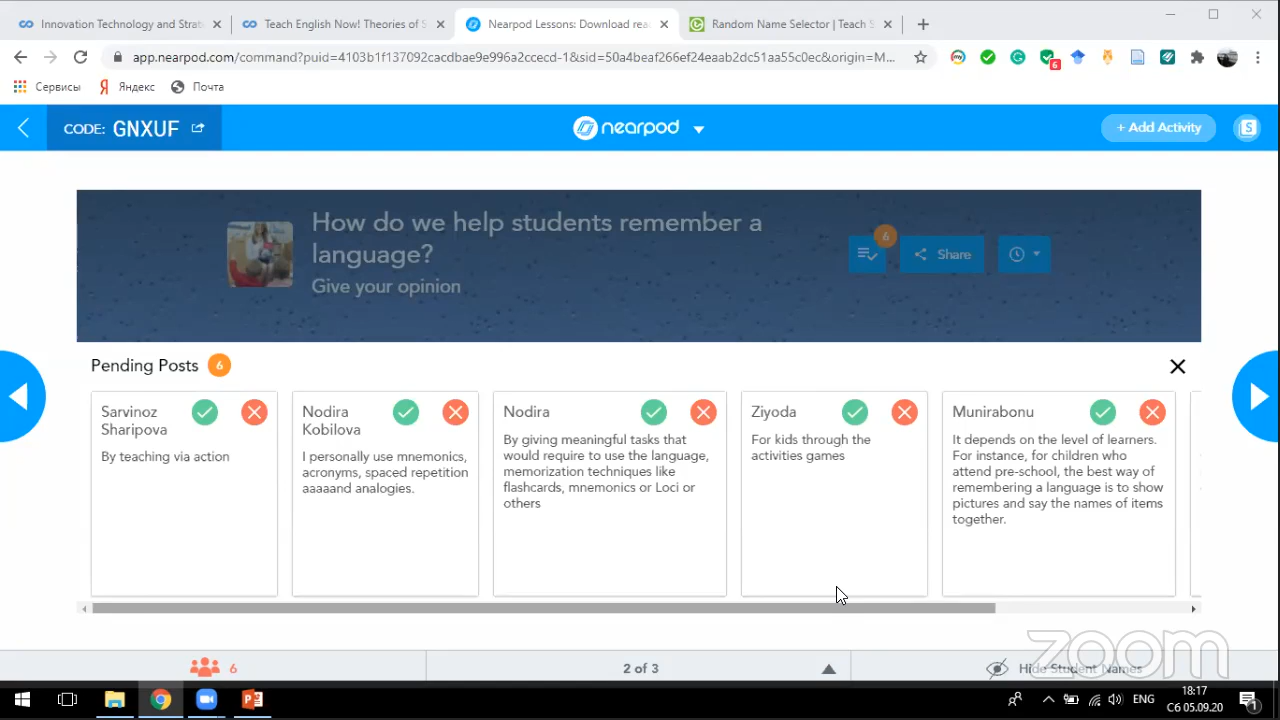 Innovation Technology and Strat
Teach English Now! Theories of S
Nearpod Lessons: Download rea
Random Name Selector | Teach S
app.nearpod.com/command?puid=4103b1f137092cacdbae9e996a2ccecd-1&sid=50a4beaf266ef24eaab2dc51aa55c0ec&origin=M...
6
Сервисы
Яндекс
Почта
CODE: GNXUF
nearpod
+ Add Activity
S
How do we help students remember a
language?
Give your opinion
6
Share
Pending Posts 6
Sarvinoz
Sharipova
By teaching via action
Nodira
Kobilova
I personally use mnemonics,
acronyms, spaced repetition
aaaaand analogies.
Nodira
By giving meaningful tasks that
would require to use the language,
memorization techniques like
flashcards, mnemonics or Loci or
others
Ziyoda
For kids through the
activities games
Munirabonu
It depends on the level of learners.
For instance, for children who
attend pre-school, the best way of
remembering a language is to show
pictures and say the names of items
together.
6
2 of 3
Hide Student Names
zoom
ENG
18:17
С6 05.09.20
1